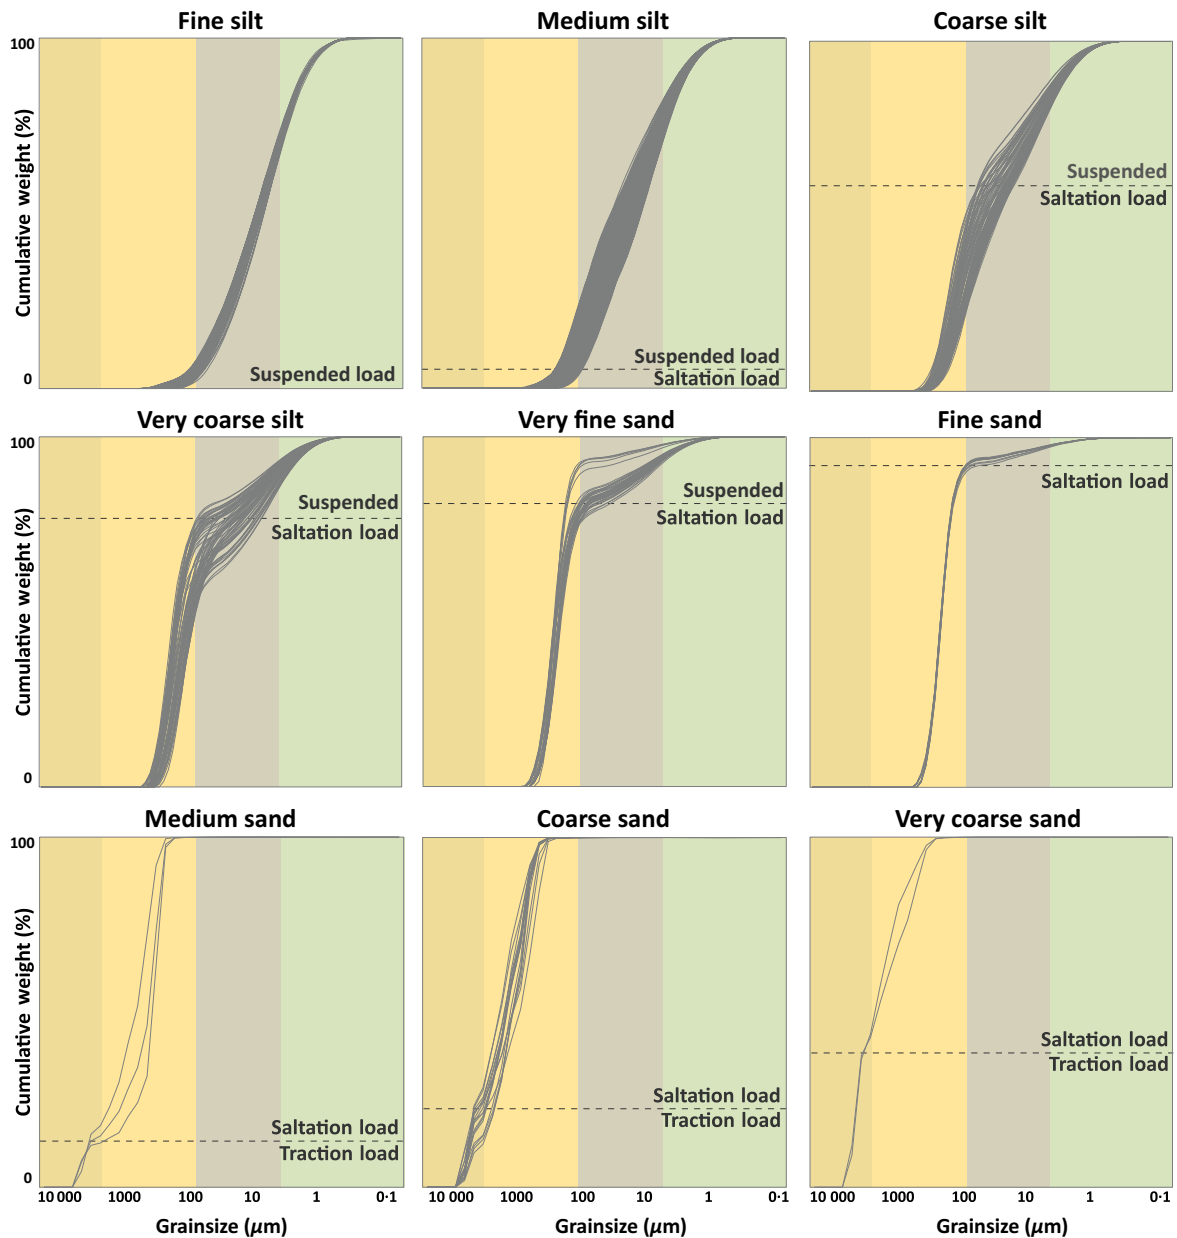 Fine silt
Medium silt
Coarse silt
100
Cumulative weight (%)
0
Suspended load
Suspended load
Saltation load
Suspended
Saltation load
Very coarse silt
Very fine sand
Fine sand
100
Cumulative weight (%)
0
Suspended
Saltation load
Suspended
Saltation load
Saltation load
Medium sand
Coarse sand
Very coarse sand
100
Cumulative weight (%)
0
Saltation load
Traction load
Saltation load
Traction load
Saltation load
Traction load
10 000 1000 100 10 1 0·1
10 000 1000 100 10 1 0·1
10 000 1000 100 10 1 0·1
Grainsize (μm)
Grainsize (μm)
Grainsize (μm)